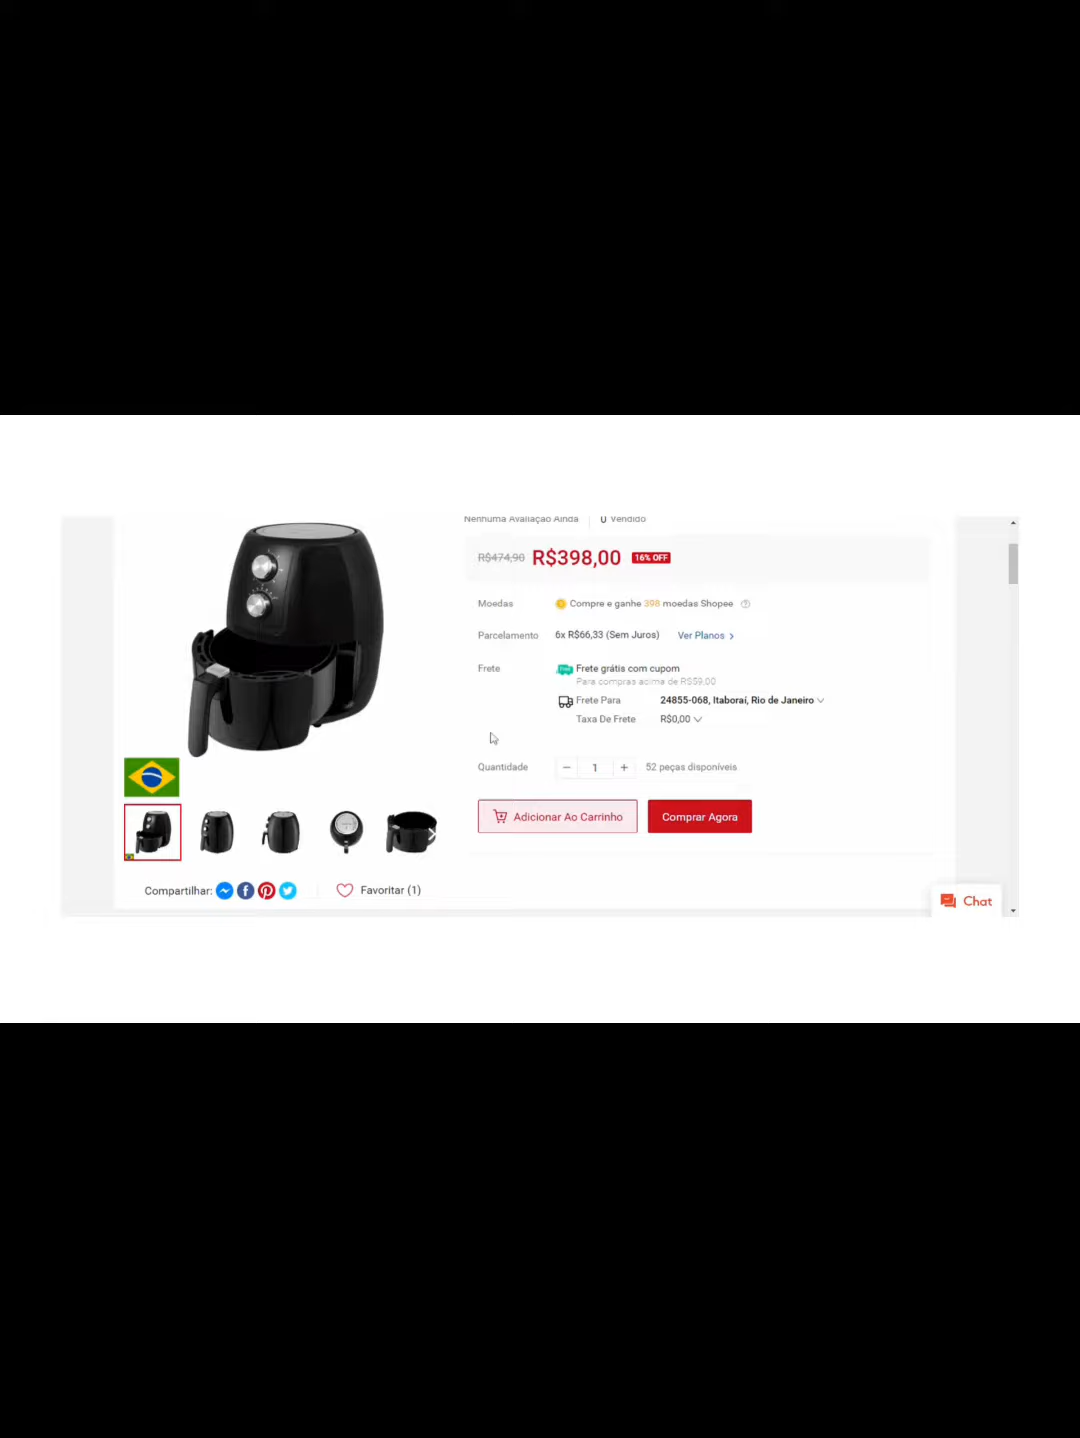 Nenhuma Avaliação Ainda 0 Vendido
R$474,90 R$398,00 16% OFF
Moedas Compre e ganhe 398 moedas Shopee
Parcelamento 6x R$66,33 (Sem Juros) Ver Planos
Frete Frete grátis com cupom
Para compras acima de R$59,00
Frete Para 24855-068, Itaboraí, Rio de Janeiro
Taxa De Frete R$0,00
Quantidade − 1 + 52 peças disponíveis
Adicionar Ao Carrinho Comprar Agora
Compartilhar: Favoritar (1)
Chat